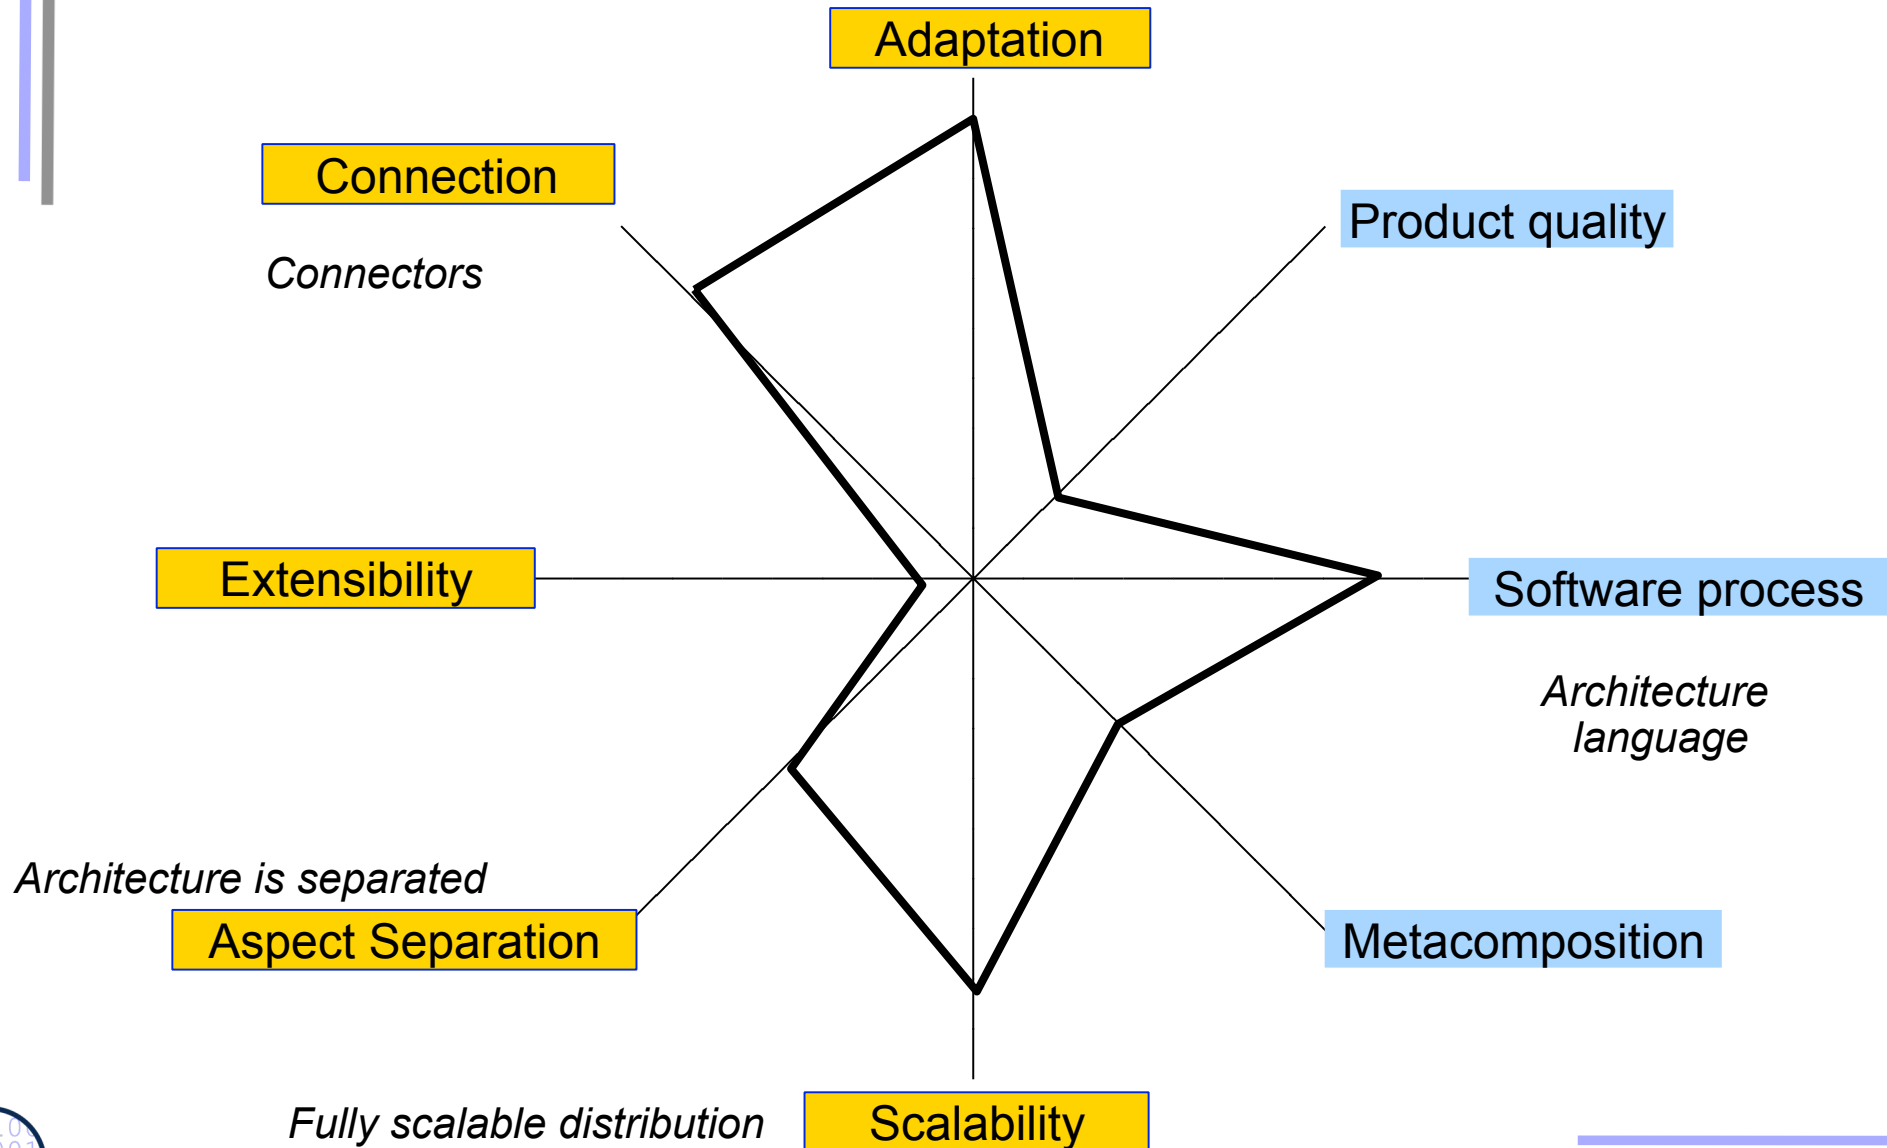 Adaptation
Connection
Product quality
Connectors
Extensibility
Software process
Architecture
language
Architecture is separated
Aspect Separation
Metacomposition
Fully scalable distribution
Scalability